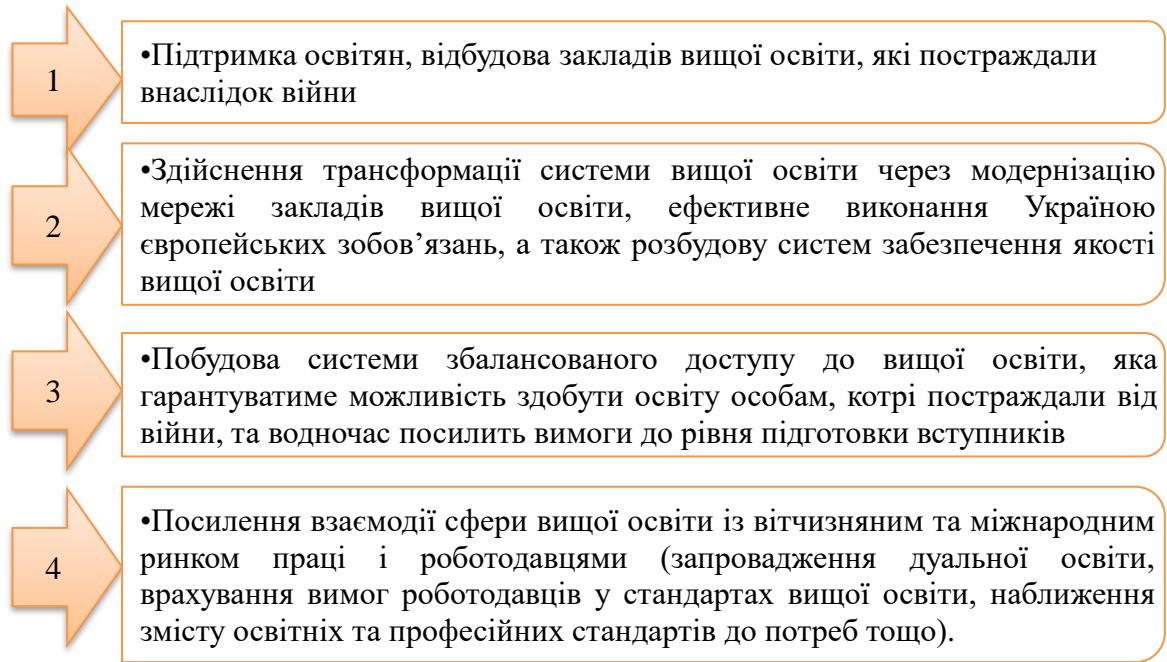 1
•Підтримка освітян, відбудова закладів вищої освіти, які постраждали
внаслідок війни
2
•Здійснення трансформації системи вищої освіти через модернізацію
мережі закладів вищої освіти, ефективне виконання Україною
європейських зобов’язань, а також розбудову систем забезпечення якості
вищої освіти
3
•Побудова системи збалансованого доступу до вищої освіти, яка
гарантуватиме можливість здобути освіту особам, котрі постраждали від
війни, та водночас посилить вимоги до рівня підготовки вступників
4
•Посилення взаємодії сфери вищої освіти із вітчизняним та міжнародним
ринком праці і роботодавцями (запровадження дуальної освіти,
врахування вимог роботодавців у стандартах вищої освіти, наближення
змісту освітніх та професійних стандартів до потреб тощо).